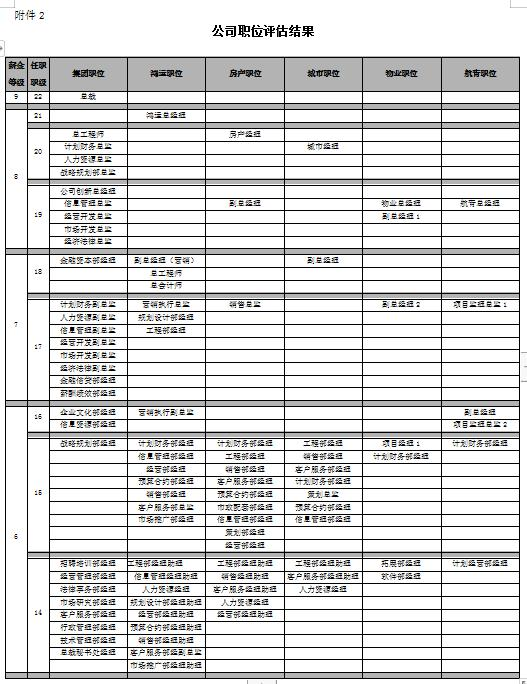 附件 2
公司职位评估结果
薪金等级 任职职级 集团职位 鸿运职位 房产职位 城市职位 物业职位 航育职位
9 22 总裁
8 21 鸿运总经理
20 总工程师 房产经理
计划财务总监 城市经理
人力资源总监
战略规划部总监
19 公司创新总经理
信息管理总监 副总经理 物业总经理 航育总经理
经营开发总监 副总经理1
市场开发总监
经济法律总监
7 18 金融资本部经理 副总经理（营销） 副总经理
总工程师
总会计师
17 计划财务副总监 营销执行总监 销售总监 副总经理2 项目监理总监1
人力资源副总监 规划设计部经理
信息管理副总监 工程部经理
经营开发副总监
市场开发副总监
经济法律副总监
金融信贷部经理
薪酬绩效部经理
6 16 企业文化部经理 营销执行副总监 副总经理
信息资源部经理 项目监理总监2
15 战略规划部经理 计划财务部经理 计划财务部经理 工程部经理 项目经理1 计划财务部经理
信息管理部经理 工程部经理 销售部经理 计划财务部经理
经营部经理 销售部经理 客户服务部经理
预算合约部经理 客户服务部经理 计划财务部经理
销售部经理 预算合约部经理 策划总监
客户服务部总监 市政配套部经理 预算合约部经理
市场推广部经理 信息管理部经理 信息管理部经理
策划部经理
经营部经理
14 招聘培训部经理 工程部经理助理 工程部经理助理 工程部经理助理 拓展部经理 计划经营部经理
经营管理部经理 信息管理经理助理 销售经理助理 客户服务部经理助理 软件部经理
法律事务部经理 人力资源经理 客户服务经理助理 人力资源经理
市场研究部经理 规划设计部经理助理 人力资源经理
客户服务部经理 经营部经理助理 经营部经理助理
行政管理部经理 预算合约部经理助理
技术管理部经理 销售部经理助理
总裁秘书处经理 客户服务部经理副总监
市场推广部经理助理